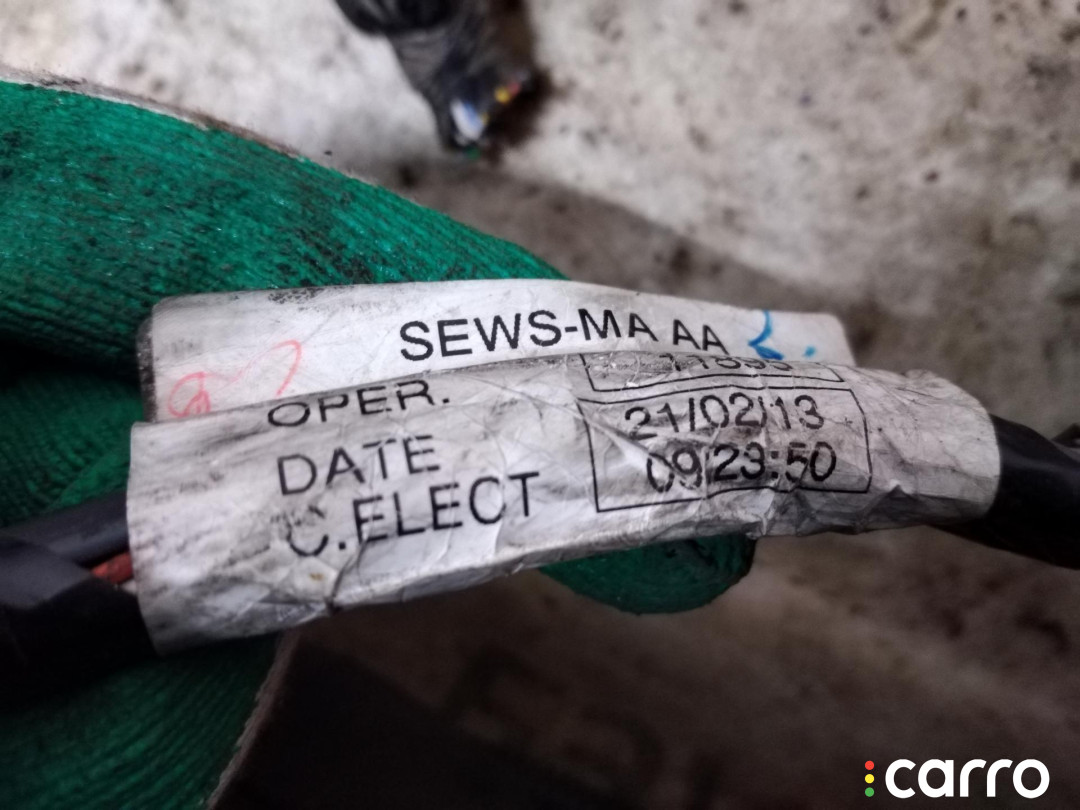 SEWS-MA AA
OPER.
DATE 21/02/13
C.ELECT 09:23:50
carro